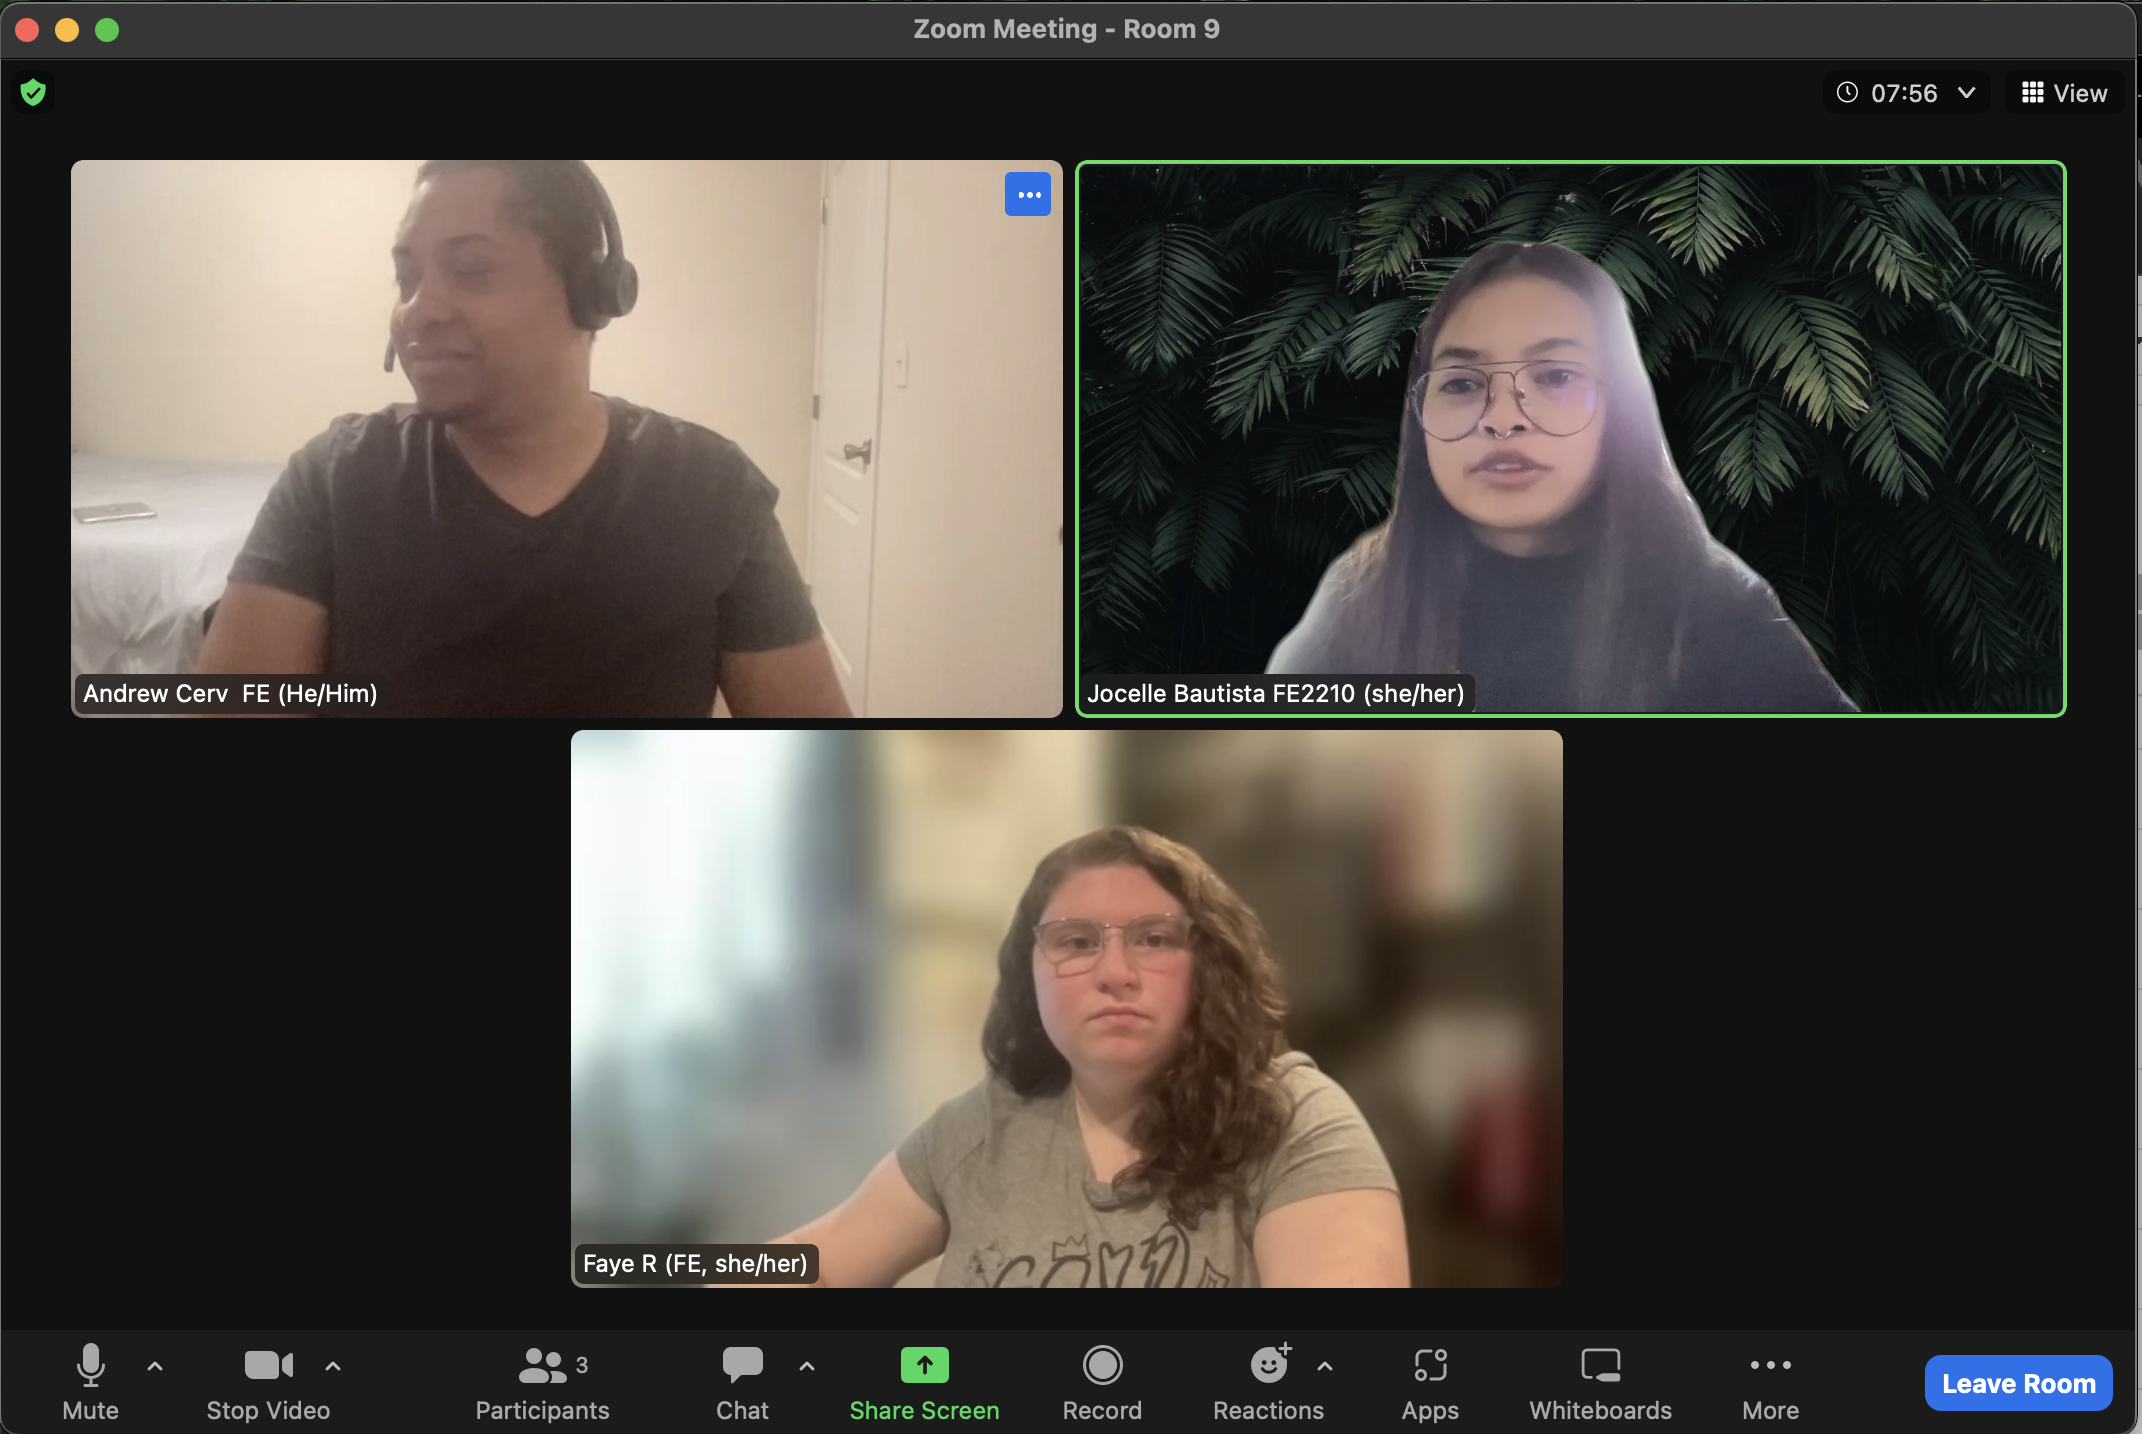 Zoom Meeting - Room 9
07:56
View
Andrew Cerv  FE (He/Him)
Jocelle Bautista FE2210 (she/her)
Faye R (FE, she/her)
3
Mute
Stop Video
Participants
Chat
Share Screen
Record
Reactions
Apps
Whiteboards
More
Leave Room